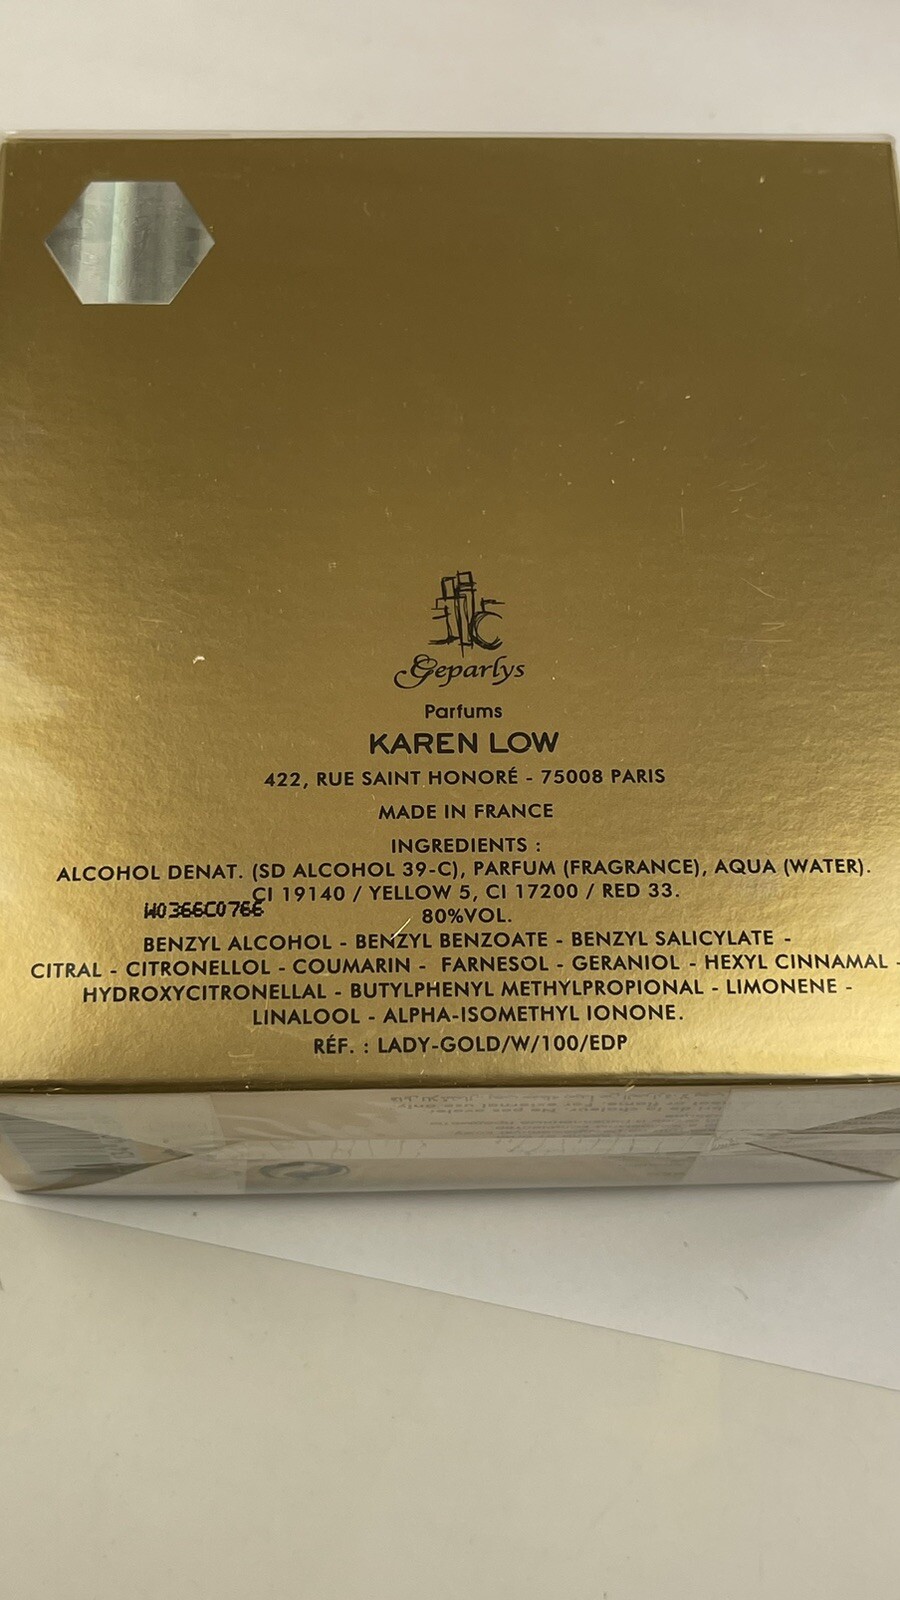 Geparlys
Parfums
KAREN LOW
422, RUE SAINT HONORÉ - 75008 PARIS
MADE IN FRANCE
INGREDIENTS :
ALCOHOL DENAT. (SD ALCOHOL 39-C), PARFUM (FRAGRANCE), AQUA (WATER).
CI 19140 / YELLOW 5, CI 17200 / RED 33.
W0366C0766
80%VOL.
BENZYL ALCOHOL - BENZYL BENZOATE - BENZYL SALICYLATE -
CITRAL - CITRONELLOL - COUMARIN - FARNESOL - GERANIOL - HEXYL CINNAMAL -
HYDROXYCITRONELLAL - BUTYLPHENYL METHYLPROPIONAL - LIMONENE -
LINALOOL - ALPHA-ISOMETHYL IONONE.
RÉF. : LADY-GOLD/W/100/EDP